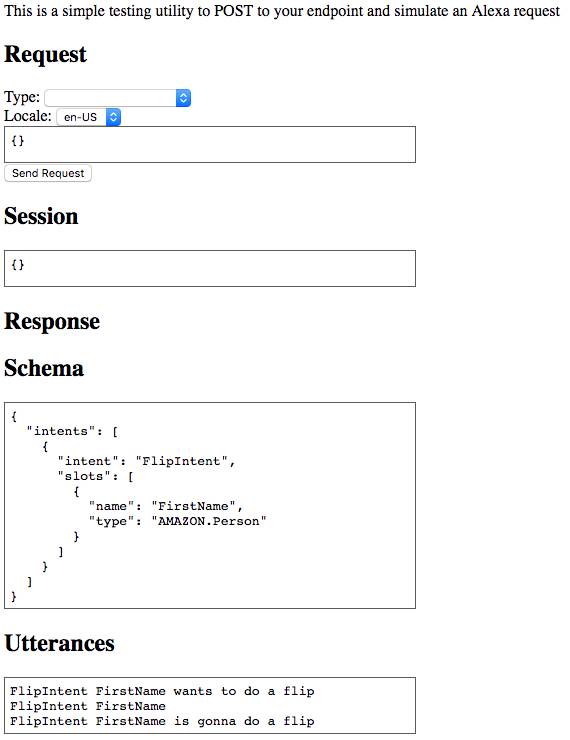 This is a simple testing utility to POST to your endpoint and simulate an Alexa request
Request
Type:
Locale: en-US
{}
Send Request
Session
{}
Response
Schema
{
  "intents": [
    {
      "intent": "FlipIntent",
      "slots": [
        {
          "name": "FirstName",
          "type": "AMAZON.Person"
        }
      ]
    }
  ]
}
Utterances
FlipIntent FirstName wants to do a flip
FlipIntent FirstName
FlipIntent FirstName is gonna do a flip